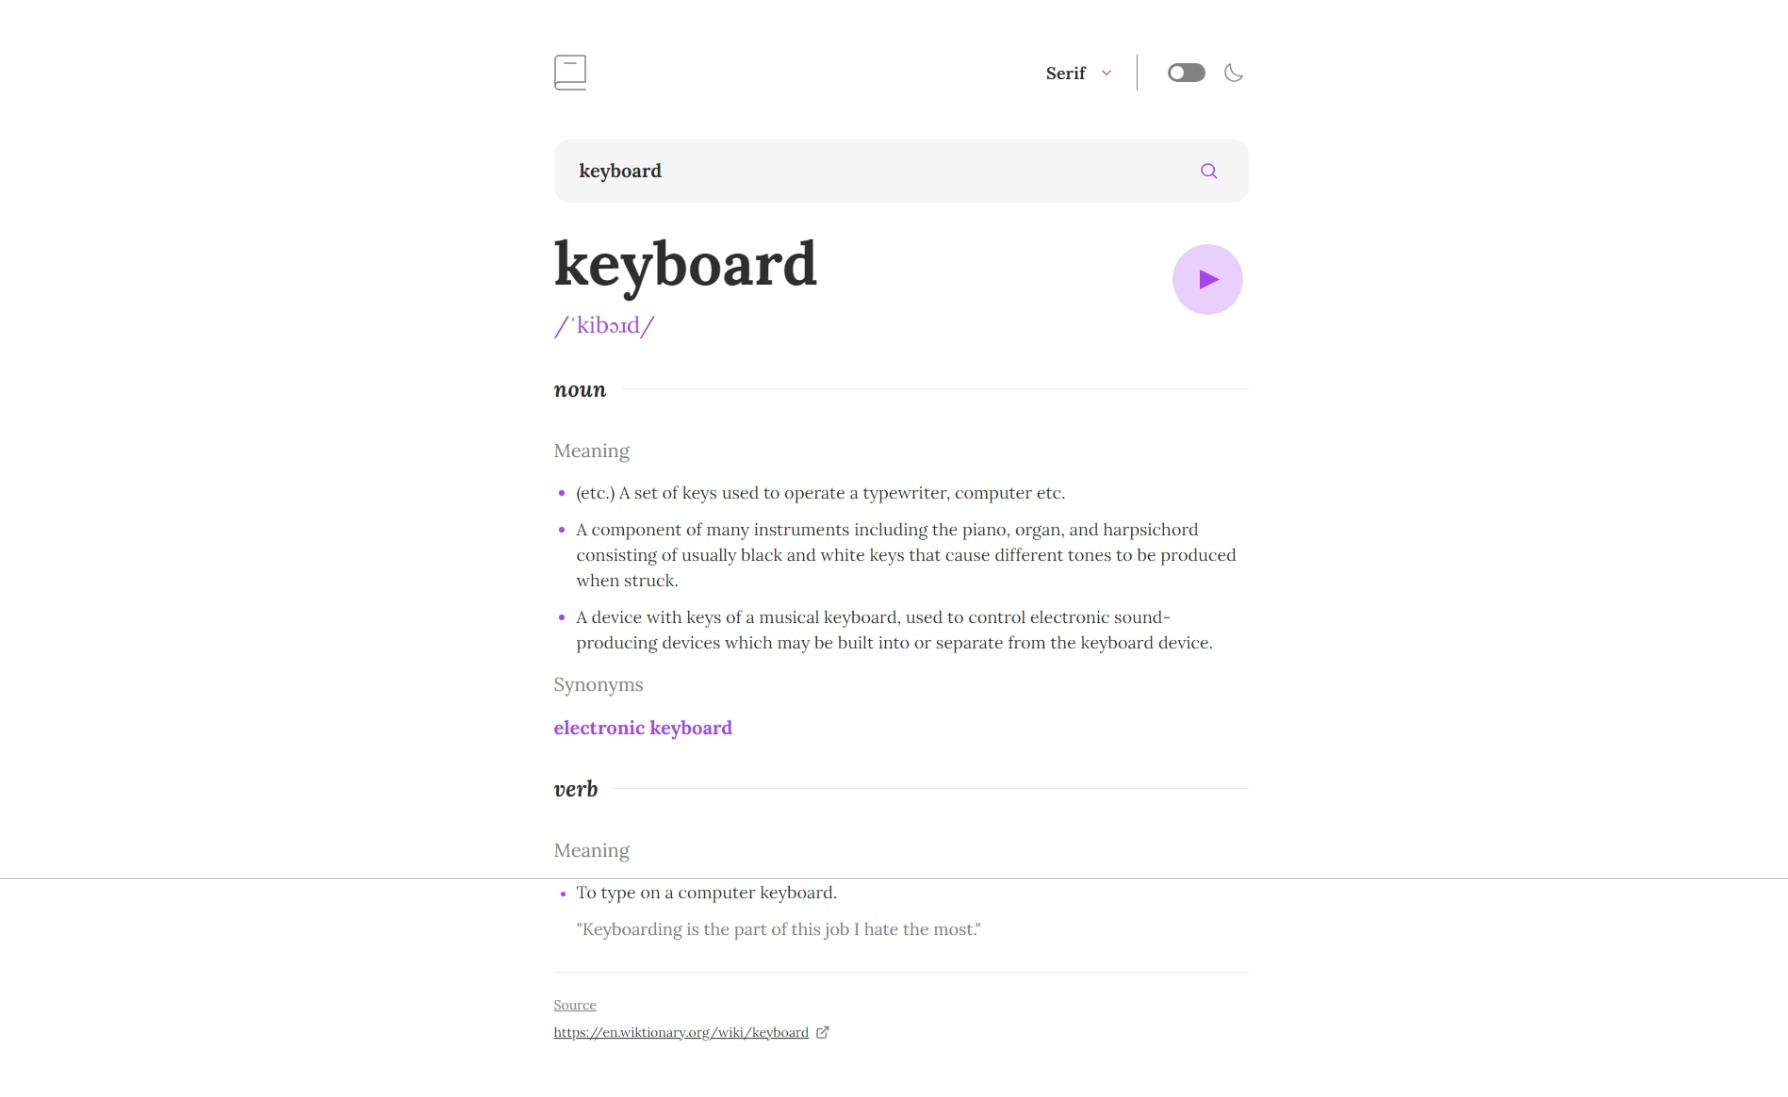 Serif
keyboard
keyboard
/ˈkibɔɹd/
noun
Meaning
(etc.) A set of keys used to operate a typewriter, computer etc.
A component of many instruments including the piano, organ, and harpsichord
consisting of usually black and white keys that cause different tones to be produced
when struck.
A device with keys of a musical keyboard, used to control electronic sound-
producing devices which may be built into or separate from the keyboard device.
Synonyms
electronic keyboard
verb
Meaning
To type on a computer keyboard.
"Keyboarding is the part of this job I hate the most."
Source
https://en.wiktionary.org/wiki/keyboard